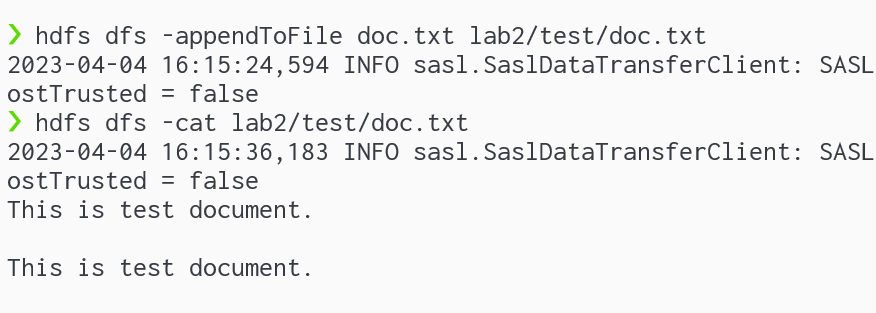 ❯ hdfs dfs -appendToFile doc.txt lab2/test/doc.txt
2023-04-04 16:15:24,594 INFO sasl.SaslDataTransferClient: SASL
ostTrusted = false
❯ hdfs dfs -cat lab2/test/doc.txt
2023-04-04 16:15:36,183 INFO sasl.SaslDataTransferClient: SASL
ostTrusted = false
This is test document.
This is test document.